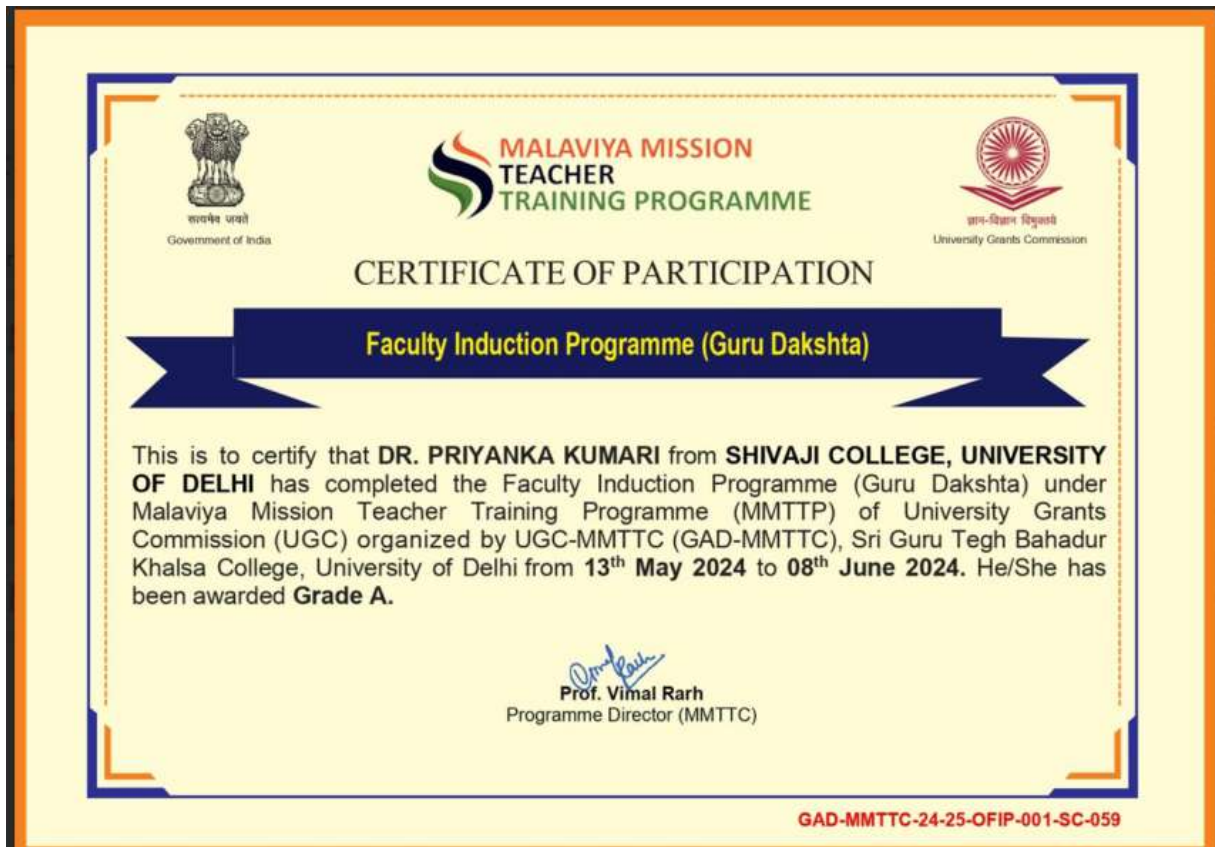 MALAVIYA MISSION
TEACHER
TRAINING PROGRAMME
सत्यमेव जयते
Government of India
ज्ञान-विज्ञान विमुक्तये
University Grants Commission
CERTIFICATE OF PARTICIPATION
Faculty Induction Programme (Guru Dakshta)
This is to certify that DR. PRIYANKA KUMARI from SHIVAJI COLLEGE, UNIVERSITY
OF DELHI has completed the Faculty Induction Programme (Guru Dakshta) under
Malaviya Mission Teacher Training Programme (MMTTP) of University Grants
Commission (UGC) organized by UGC-MMTTC (GAD-MMTTC), Sri Guru Tegh Bahadur
Khalsa College, University of Delhi from 13th May 2024 to 08th June 2024. He/She has
been awarded Grade A.
Prof. Vimal Rarh
Programme Director (MMTTC)
GAD-MMTTC-24-25-OFIP-001-SC-059